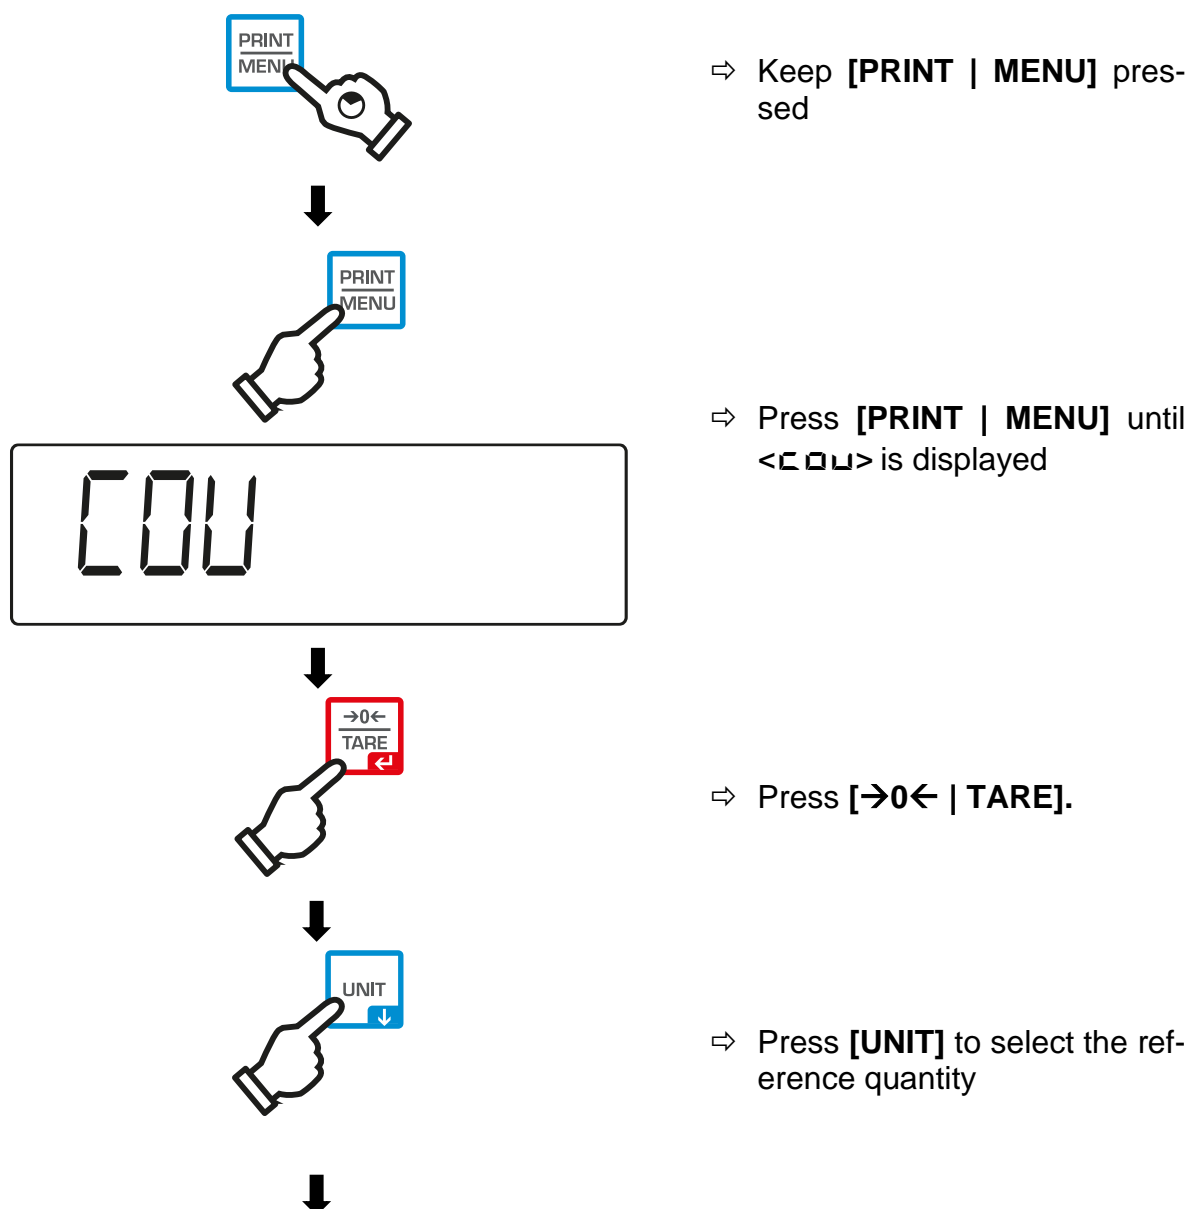 PRINT
MENU
⇨ Keep [PRINT | MENU] pres-
sed
PRINT
MENU
⇨ Press [PRINT | MENU] until
<cou> is displayed
COU
→0←
TARE
⇨ Press [→0← | TARE].
UNIT
⇨ Press [UNIT] to select the ref-
erence quantity